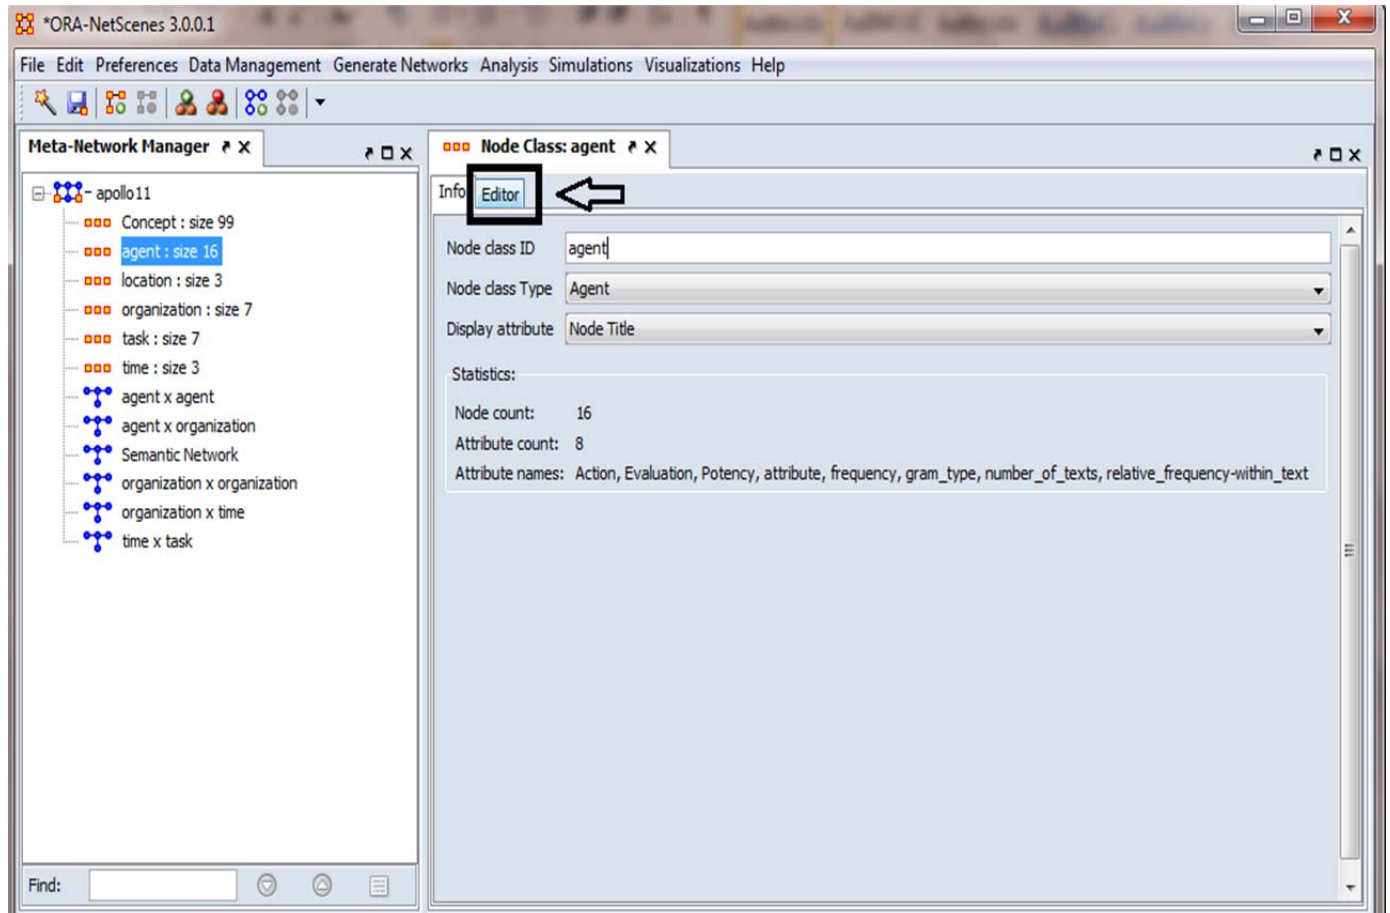 *ORA-NetScenes 3.0.0.1
File Edit Preferences Data Management Generate Networks Analysis Simulations Visualizations Help
Meta-Network Manager
apollo11
Concept : size 99
agent : size 16
location : size 3
organization : size 7
task : size 7
time : size 3
agent x agent
agent x organization
Semantic Network
organization x organization
organization x time
time x task
Find:
Node Class: agent
Info Editor
Node class ID agent
Node class Type Agent
Display attribute Node Title
Statistics:
Node count: 16
Attribute count: 8
Attribute names: Action, Evaluation, Potency, attribute, frequency, gram_type, number_of_texts, relative_frequency-within_text